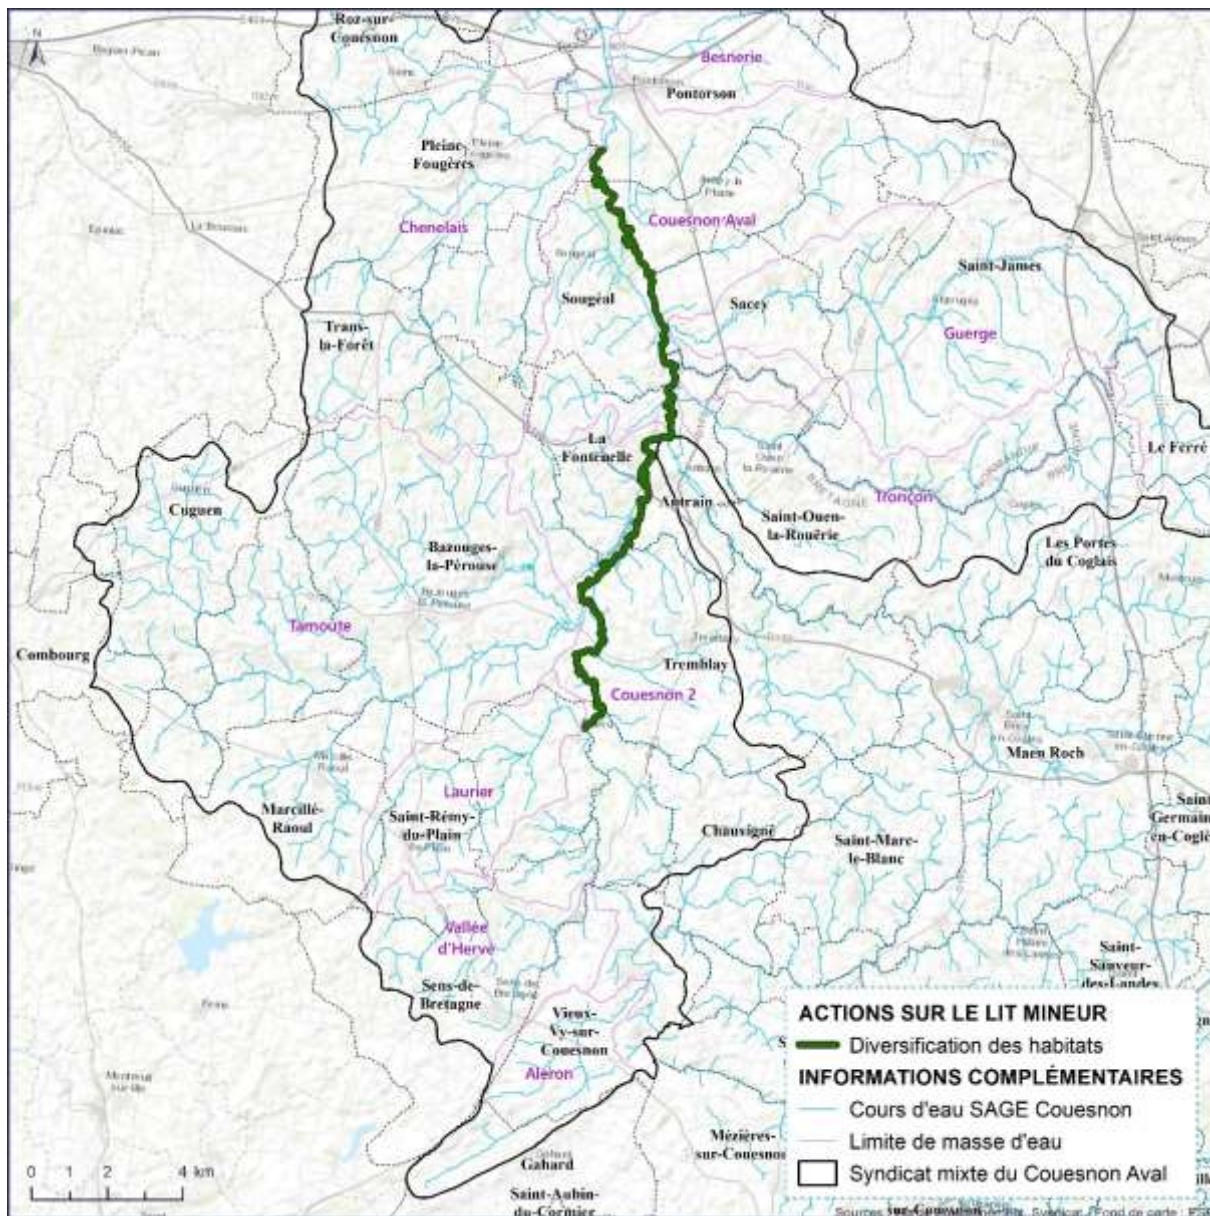 Roz-sur-
Couësnon
N
Besnerie
Pontorson
Pleine-
Fougères
Chenelais
Couesnon Aval
Saint-James
Sougéal
Sacey
Guerge
Trans-
la-Forêt
La
Fontenelle
Le Ferré
Cuguen
Antrain
Tronçon
Saint-Ouen-
la-Rouërie
Les Portes
du Coglais
Bazouges-
la-Pérouse
Tamoute
Combourg
Tremblay
Couesnon 2
Maen Roch
Laurier
Marcillé-
Raoul
Saint-Rémy-
du-Plain
Chauvigné
Saint-Marc-
le-Blanc
Saint-
Germain-
en-Cogle
Vallée
d'Hervé
Sens-de-
Bretagne
Saint-
Sauveur-
des-Landes
Vieux-
Vy-sur-
Couesnon
Aleron
ACTIONS SUR LE LIT MINEUR
Diversification des habitats
INFORMATIONS COMPLÉMENTAIRES
Cours d'eau SAGE Couesnon
Limite de masse d'eau
Syndicat mixte du Couesnon Aval
Mézières-
sur-Couesnon
Gahard
Saint-Aubin-
du-Cormier
0 1 2 4 km